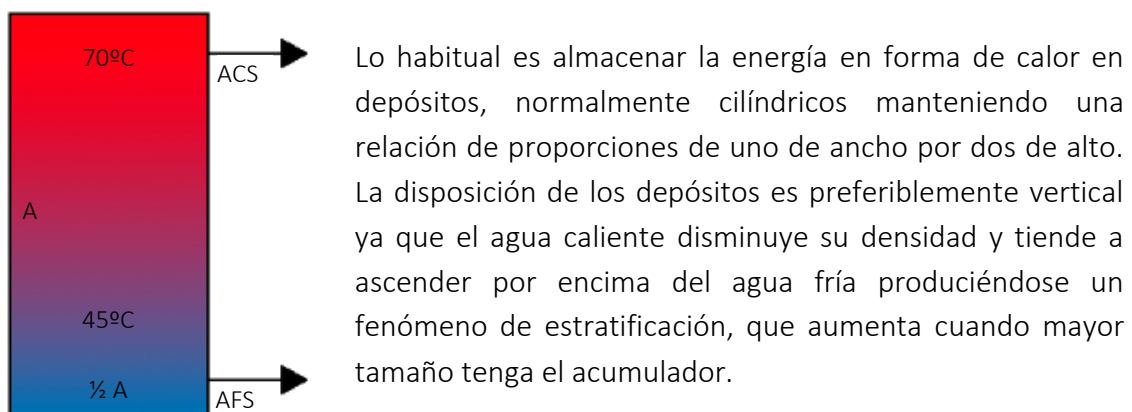 70ºC
ACS
A
45ºC
½ A
AFS
Lo habitual es almacenar la energía en forma de calor en
depósitos, normalmente cilíndricos manteniendo una
relación de proporciones de uno de ancho por dos de alto.
La disposición de los depósitos es preferiblemente vertical
ya que el agua caliente disminuye su densidad y tiende a
ascender por encima del agua fría produciéndose un
fenómeno de estratificación, que aumenta cuando mayor
tamaño tenga el acumulador.